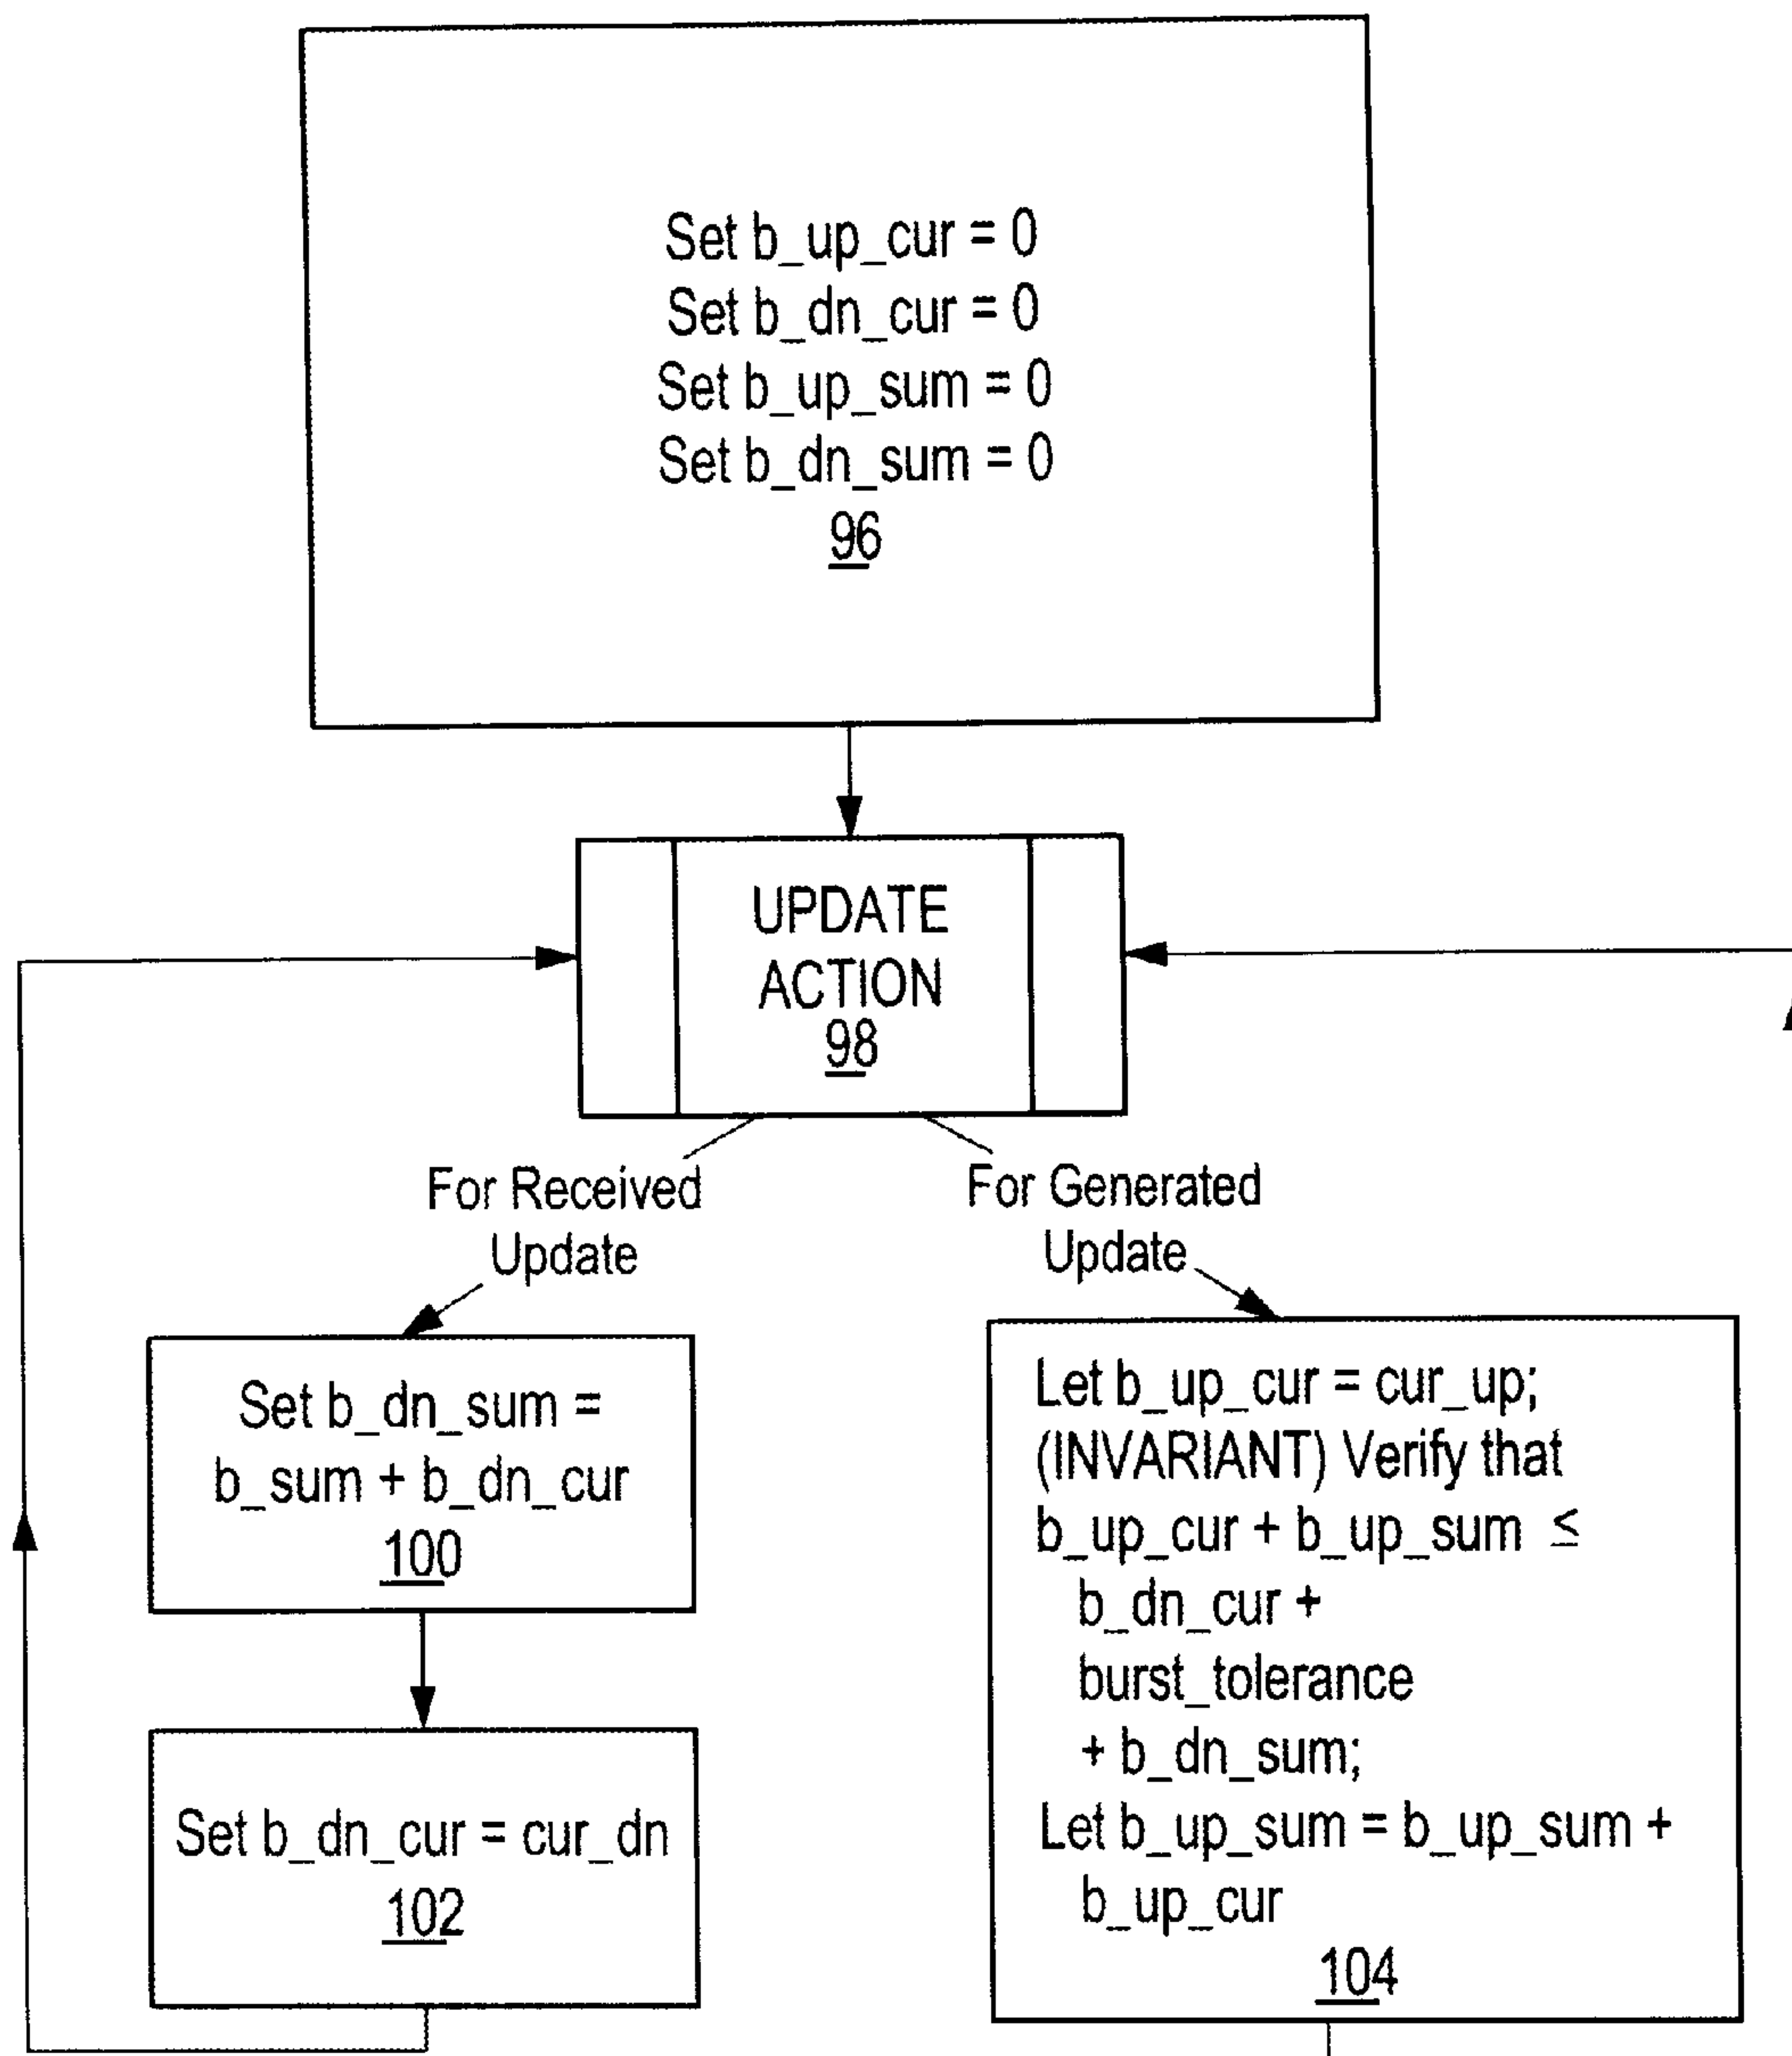 Set b_up_cur = 0
Set b_dn_cur = 0
Set b_up_sum = 0
Set b_dn_sum = 0
96
UPDATE
ACTION
98
For Received
Update
For Generated
Update
Set b_dn_sum =
b_sum + b_dn_cur
100
Set b_dn_cur = cur_dn
102
Let b_up_cur = cur_up;
(INVARIANT) Verify that
b_up_cur + b_up_sum ≤
b_dn_cur +
burst_tolerance
+ b_dn_sum;
Let b_up_sum = b_up_sum +
b_up_cur
104